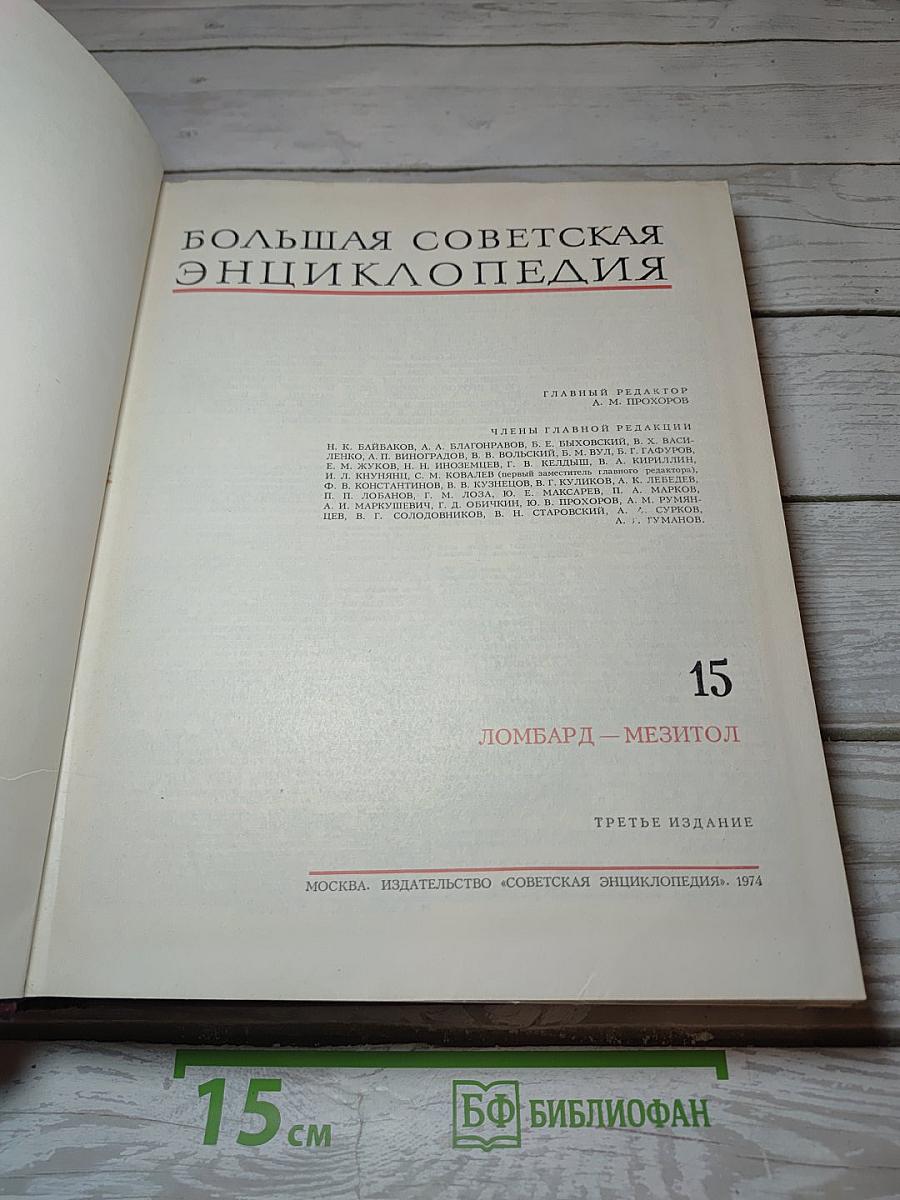 БОЛЬШАЯ СОВЕТСКАЯ
ЭНЦИКЛОПЕДИЯ
ГЛАВНЫЙ РЕДАКТОР
А. М. ПРОХОРОВ
ЧЛЕНЫ ГЛАВНОЙ РЕДАКЦИИ
Н. К. БАЙБАКОВ, А. А. БЛАГОНРАВОВ, Б. Е. БЫХОВСКИЙ, В. Х. ВАСИ-
ЛЕНКО, А. П. ВИНОГРАДОВ, В. В. ВОЛЬСКИЙ, Б. М. ВУЛ, Б. Г. ГАФУРОВ,
Е. М. ЖУКОВ, Н. Н. ИНОЗЕМЦЕВ, Г. В. КЕЛДЫШ, В. А. КИРИЛЛИН,
И. Л. КНУНЯНЦ, С. М. КОВАЛЕВ (первый заместитель главного редактора),
Ф. В. КОНСТАНТИНОВ, В. В. КУЗНЕЦОВ, В. Г. КУЛИКОВ, А. К. ЛЕБЕДЕВ,
П. П. ЛОБАНОВ, Г. М. ЛОЗА, Ю. Е. МАКСАРЕВ, П. А. МАРКОВ,
А. И. МАРКУШЕВИЧ, Г. Д. ОБИЧКИН, Ю. В. ПРОХОРОВ, А. М. РУМЯН-
ЦЕВ, В. Г. СОЛОДОВНИКОВ, В. Н. СТАРОВСКИЙ, А. СУРКОВ,
А. ТУМАНОВ.
15
ЛОМБАРД — МЕЗИТОЛ
ТРЕТЬЕ ИЗДАНИЕ
МОСКВА. ИЗДАТЕЛЬСТВО «СОВЕТСКАЯ ЭНЦИКЛОПЕДИЯ». 1974
15 см
БФ БИБЛИОФАН